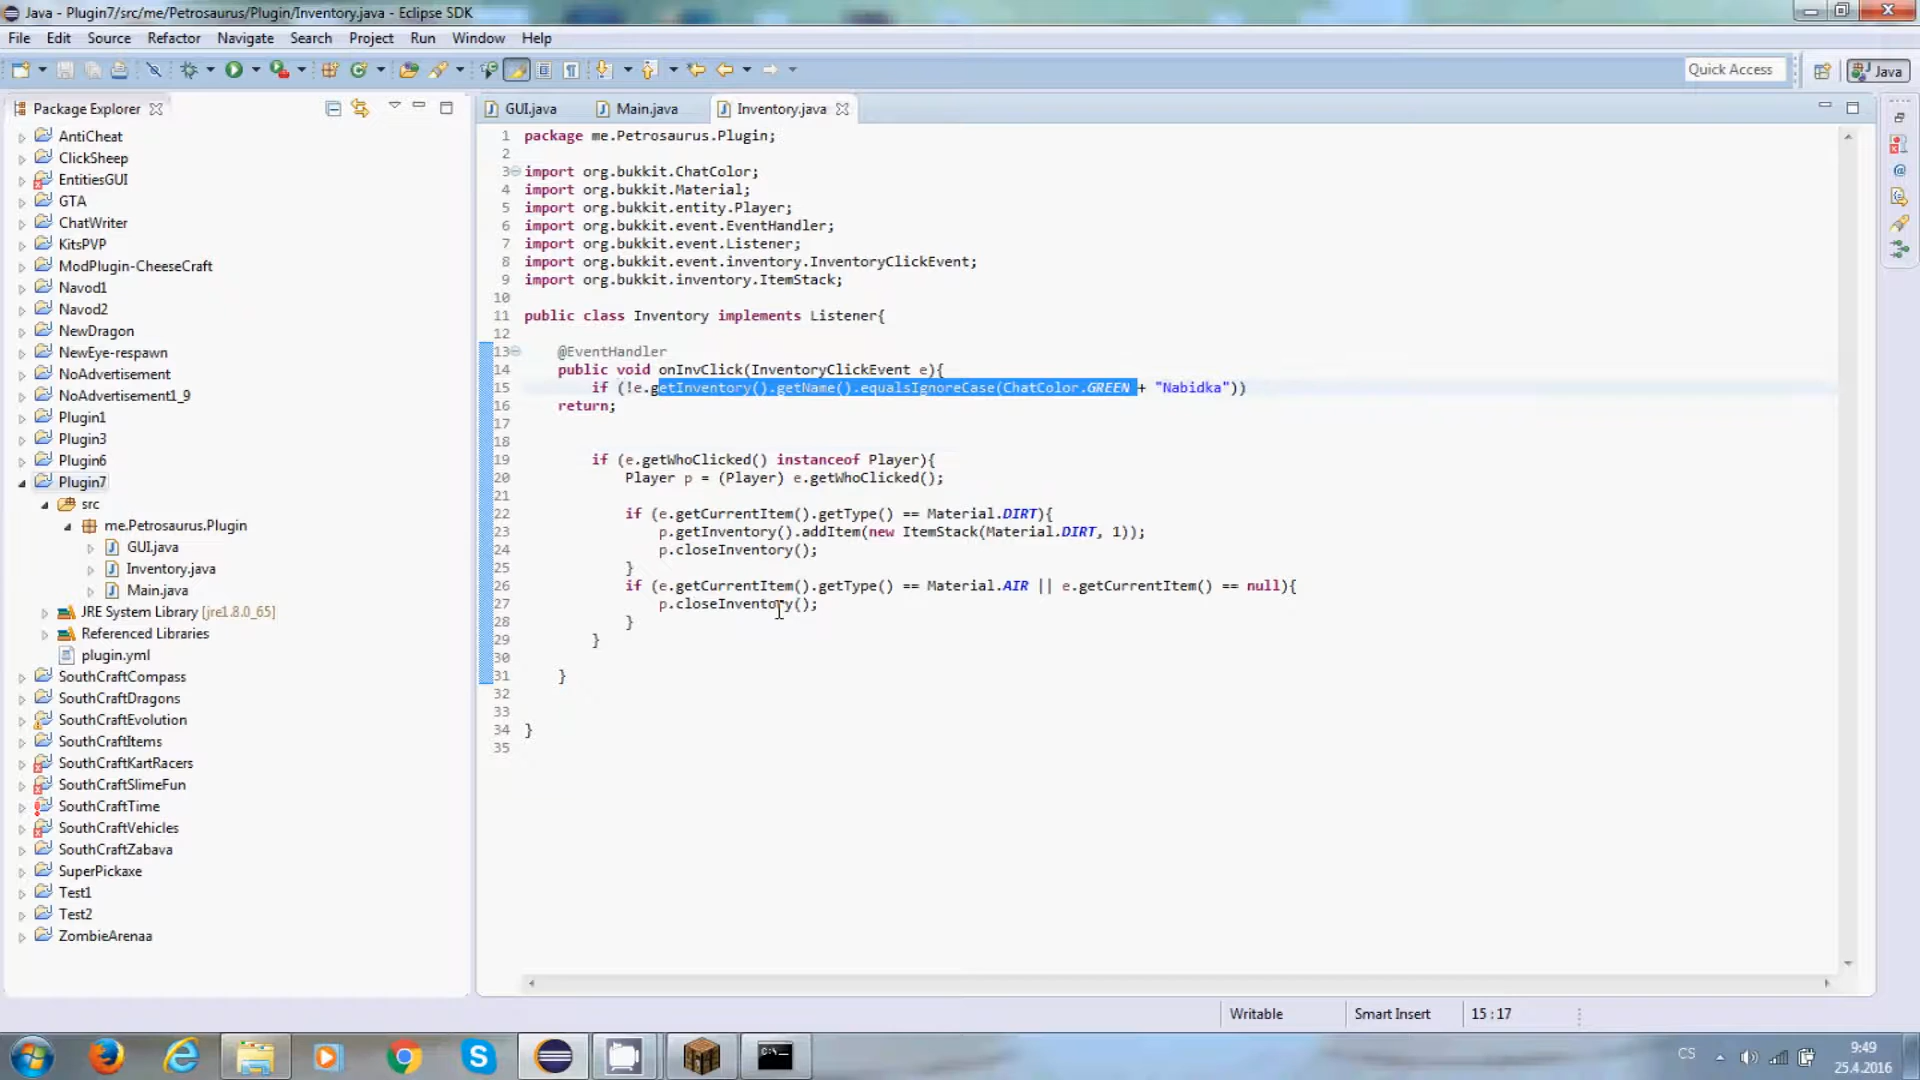 Java - Plugin7/src/me/Petrosaurus/Plugin/Inventory.java - Eclipse SDK
File Edit Source Refactor Navigate Search Project Run Window Help
Quick Access
Java
Package Explorer
GUI.java
Main.java
Inventory.java
AntiCheat
ClickSheep
EntitiesGUI
GTA
ChatWriter
KitsPVP
ModPlugin-CheeseCraft
Navod1
Navod2
NewDragon
NewEye-respawn
NoAdvertisement
NoAdvertisement1_9
Plugin1
Plugin3
Plugin6
Plugin7
src
me.Petrosaurus.Plugin
GUI.java
Inventory.java
Main.java
JRE System Library [jre1.8.0_65]
Referenced Libraries
plugin.yml
SouthCraftCompass
SouthCraftDragons
SouthCraftEvolution
SouthCraftItems
SouthCraftKartRacers
SouthCraftSlimeFun
SouthCraftTime
SouthCraftVehicles
SouthCraftZabava
SuperPickaxe
Test1
Test2
ZombieArenaa
1 package me.Petrosaurus.Plugin;
2
3 import org.bukkit.ChatColor;
4 import org.bukkit.Material;
5 import org.bukkit.entity.Player;
6 import org.bukkit.event.EventHandler;
7 import org.bukkit.event.Listener;
8 import org.bukkit.event.inventory.InventoryClickEvent;
9 import org.bukkit.inventory.ItemStack;
10
11 public class Inventory implements Listener{
12
13 @EventHandler
14 public void onInvClick(InventoryClickEvent e){
15 if (!e.getInventory().getName().equalsIgnoreCase(ChatColor.GREEN + "Nabidka"))
16 return;
17
18
19 if (e.getWhoClicked() instanceof Player){
20 Player p = (Player) e.getWhoClicked();
21
22 if (e.getCurrentItem().getType() == Material.DIRT){
23 p.getInventory().addItem(new ItemStack(Material.DIRT, 1));
24 p.closeInventory();
25 }
26 if (e.getCurrentItem().getType() == Material.AIR || e.getCurrentItem() == null){
27 p.closeInventory();
28 }
29 }
30
31 }
32
33
34 }
35
Writable
Smart Insert
15 : 17
CS
9:49
25.4.2016